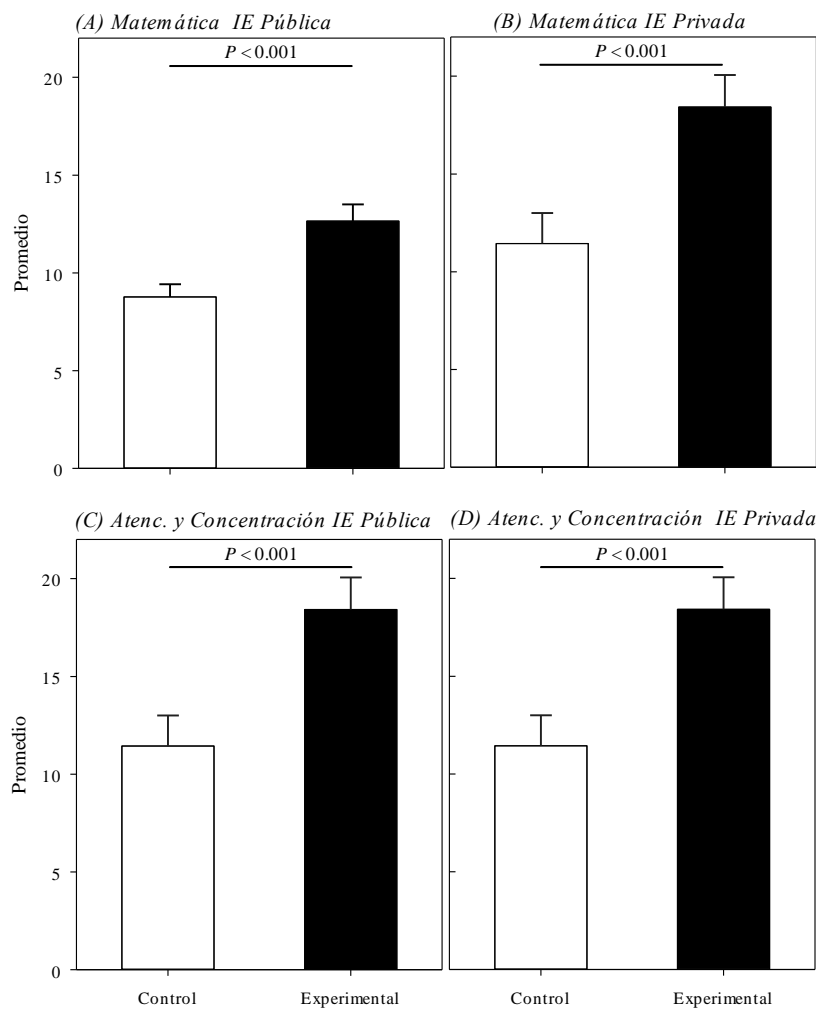 (A) Matemática IE Pública
(B) Matemática IE Privada
P < 0.001
P < 0.001
20
15
10
5
0
Promedio
(C) Atenc. y Concentración IE Pública
(D) Atenc. y Concentración IE Privada
P < 0.001
P < 0.001
20
15
10
5
0
Promedio
Control
Experimental
Control
Experimental